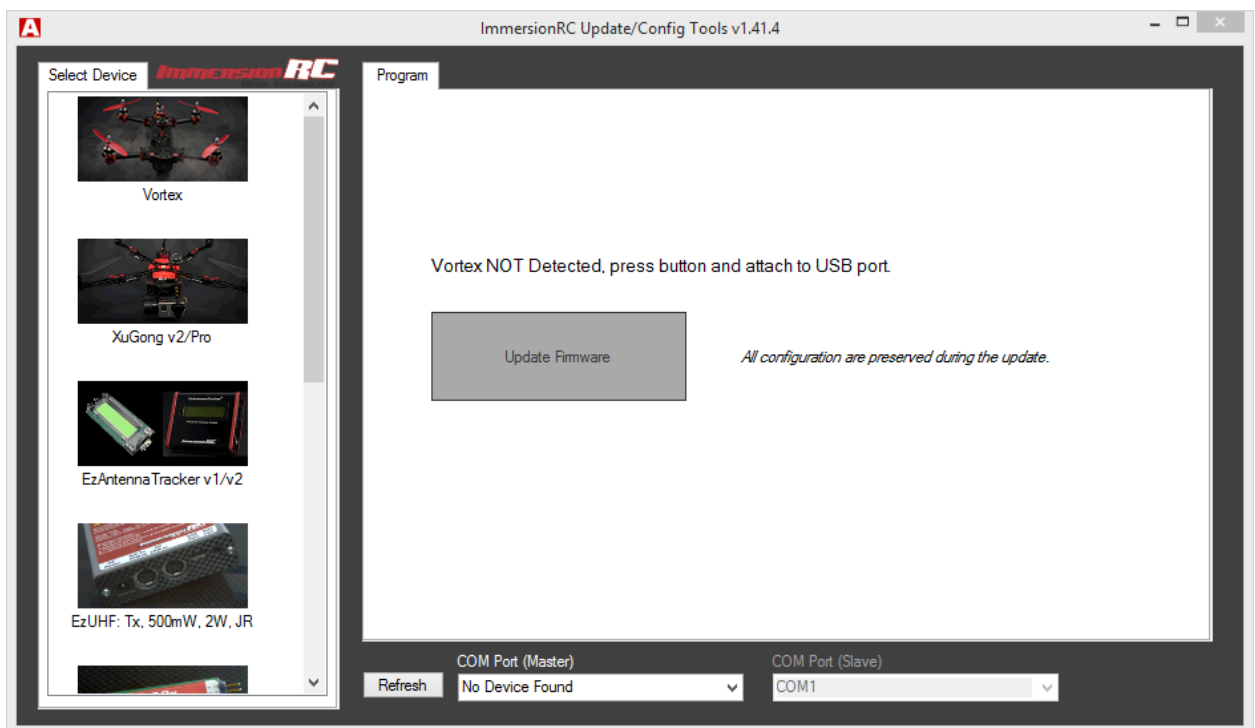 ImmersionRC Update/Config Tools v1.41.4
Select Device
ImmersionRC
Program
Vortex
XuGong v2/Pro
EzAntennaTracker v1/v2
EzUHF: Tx, 500mW, 2W, JR
Vortex NOT Detected, press button and attach to USB port.
Update Firmware
All configuration are preserved during the update.
COM Port (Master)
COM Port (Slave)
Refresh
No Device Found
COM1